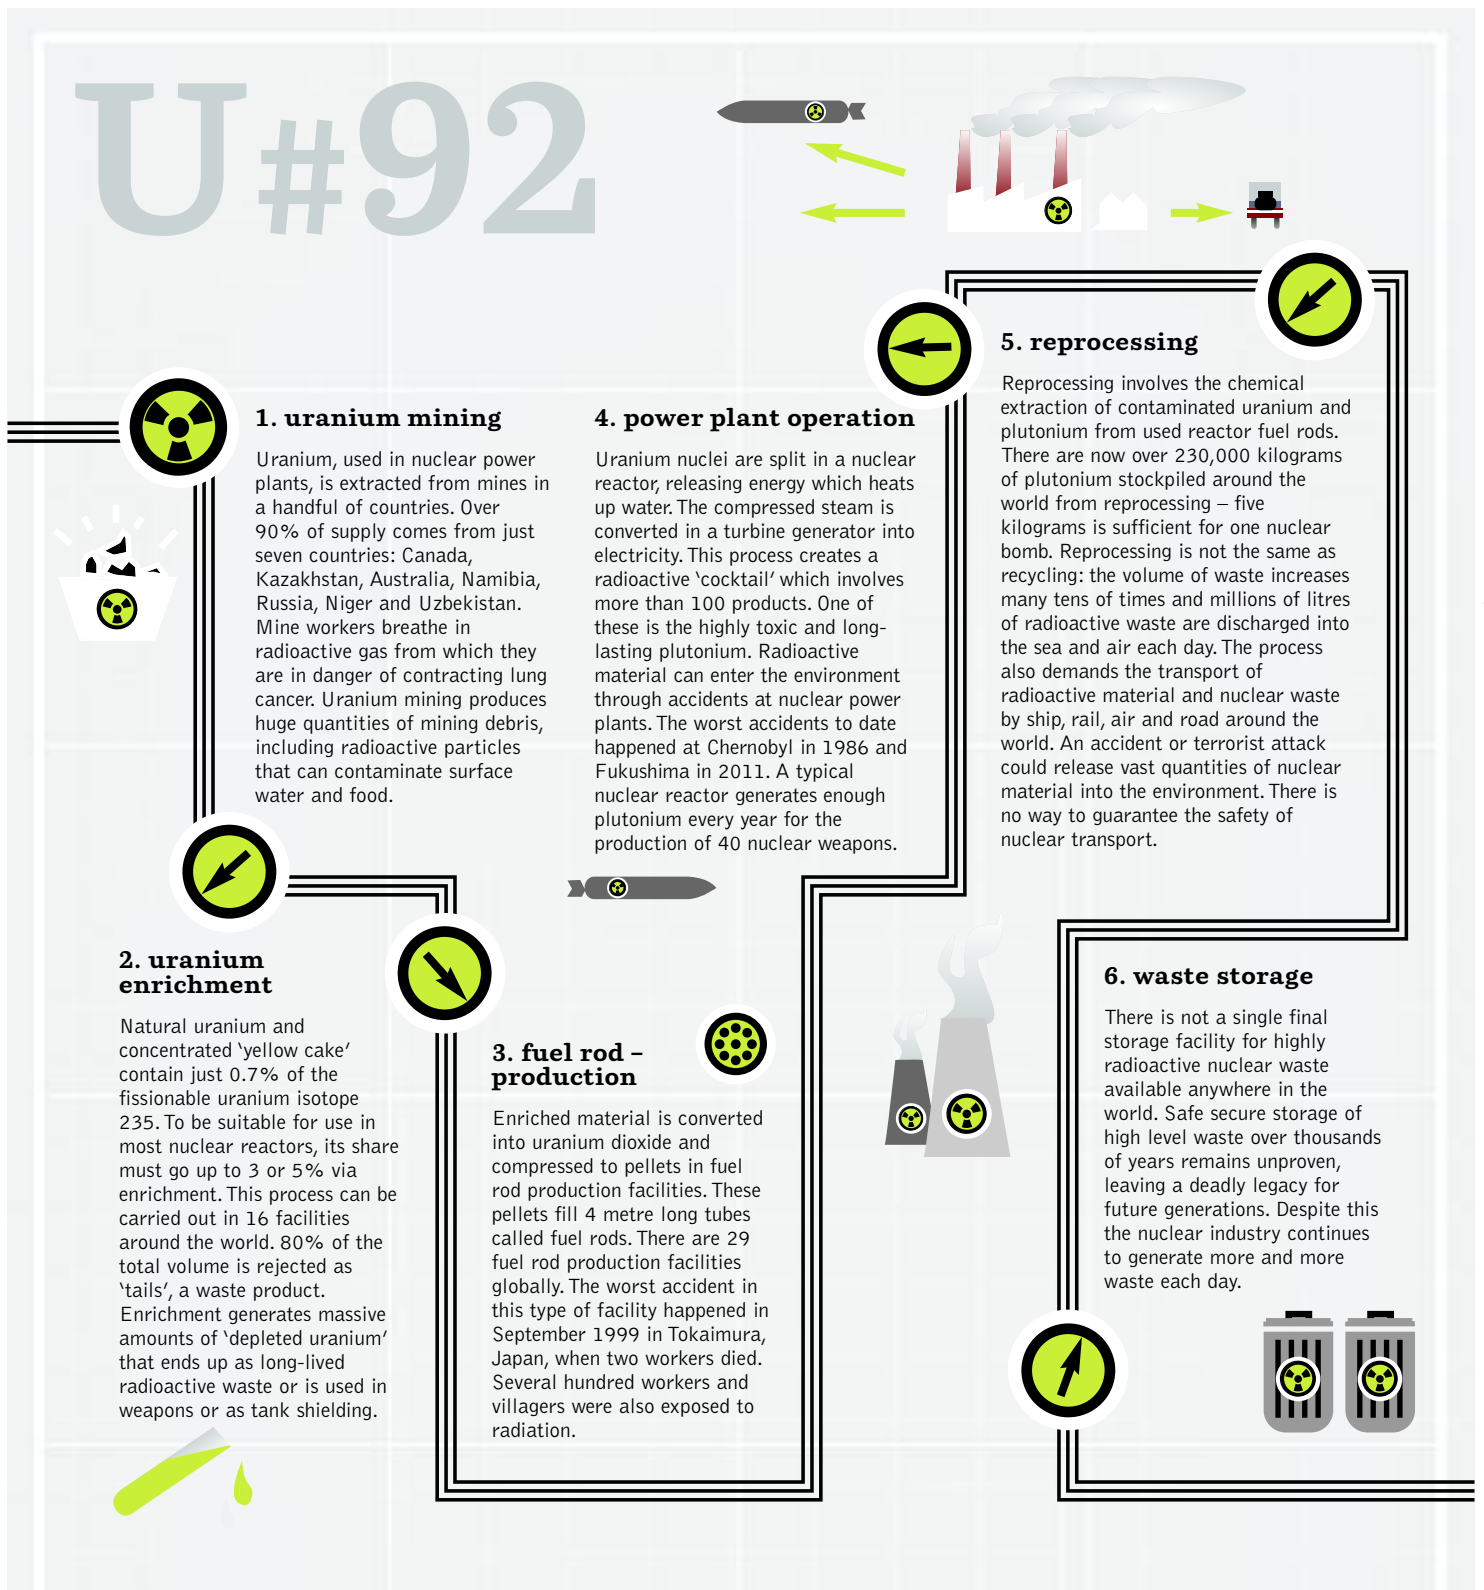 U#92
1. uranium mining
Uranium, used in nuclear power
plants, is extracted from mines in
a handful of countries. Over
90% of supply comes from just
seven countries: Canada,
Kazakhstan, Australia, Namibia,
Russia, Niger and Uzbekistan.
Mine workers breathe in
radioactive gas from which they
are in danger of contracting lung
cancer. Uranium mining produces
huge quantities of mining debris,
including radioactive particles
that can contaminate surface
water and food.
2. uranium
enrichment
Natural uranium and
concentrated ‘yellow cake’
contain just 0.7% of the
fissionable uranium isotope
235. To be suitable for use in
most nuclear reactors, its share
must go up to 3 or 5% via
enrichment. This process can be
carried out in 16 facilities
around the world. 80% of the
total volume is rejected as
‘tails’, a waste product.
Enrichment generates massive
amounts of ‘depleted uranium’
that ends up as long-lived
radioactive waste or is used in
weapons or as tank shielding.
3. fuel rod –
production
Enriched material is converted
into uranium dioxide and
compressed to pellets in fuel
rod production facilities. These
pellets fill 4 metre long tubes
called fuel rods. There are 29
fuel rod production facilities
globally. The worst accident in
this type of facility happened in
September 1999 in Tokaimura,
Japan, when two workers died.
Several hundred workers and
villagers were also exposed to
radiation.
4. power plant operation
Uranium nuclei are split in a nuclear
reactor, releasing energy which heats
up water. The compressed steam is
converted in a turbine generator into
electricity. This process creates a
radioactive ‘cocktail’ which involves
more than 100 products. One of
these is the highly toxic and long-
lasting plutonium. Radioactive
material can enter the environment
through accidents at nuclear power
plants. The worst accidents to date
happened at Chernobyl in 1986 and
Fukushima in 2011. A typical
nuclear reactor generates enough
plutonium every year for the
production of 40 nuclear weapons.
5. reprocessing
Reprocessing involves the chemical
extraction of contaminated uranium and
plutonium from used reactor fuel rods.
There are now over 230,000 kilograms
of plutonium stockpiled around the
world from reprocessing – five
kilograms is sufficient for one nuclear
bomb. Reprocessing is not the same as
recycling: the volume of waste increases
many tens of times and millions of litres
of radioactive waste are discharged into
the sea and air each day. The process
also demands the transport of
radioactive material and nuclear waste
by ship, rail, air and road around the
world. An accident or terrorist attack
could release vast quantities of nuclear
material into the environment. There is
no way to guarantee the safety of
nuclear transport.
6. waste storage
There is not a single final
storage facility for highly
radioactive nuclear waste
available anywhere in the
world. Safe secure storage of
high level waste over thousands
of years remains unproven,
leaving a deadly legacy for
future generations. Despite this
the nuclear industry continues
to generate more and more
waste each day.